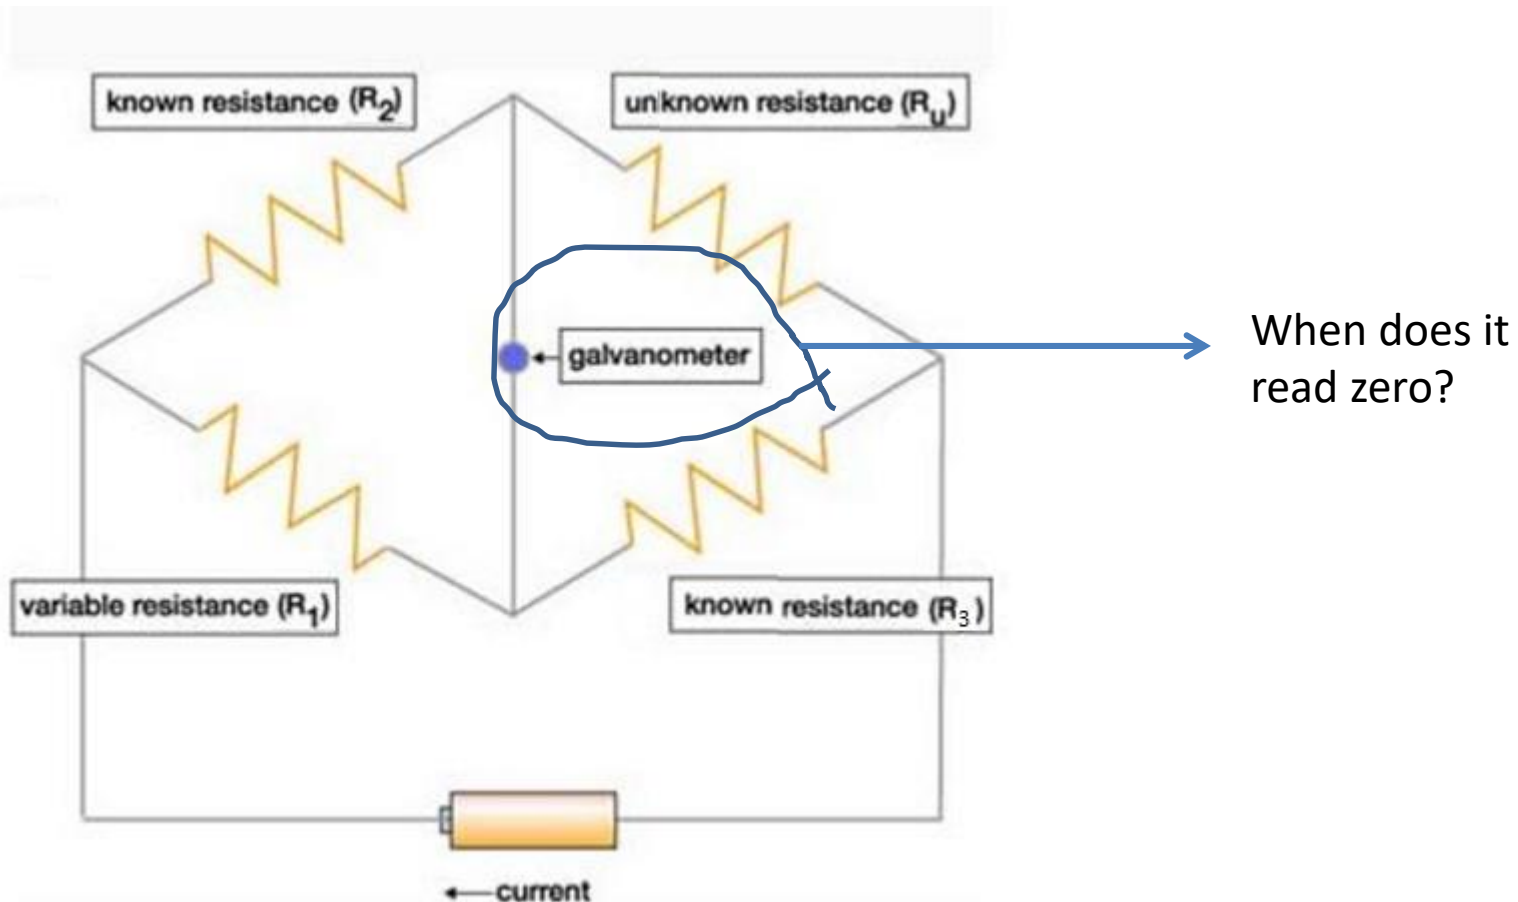 known resistance (R2)
unknown resistance (Ru)
galvanometer
When does it
read zero?
variable resistance (R1)
known resistance (R3)
current